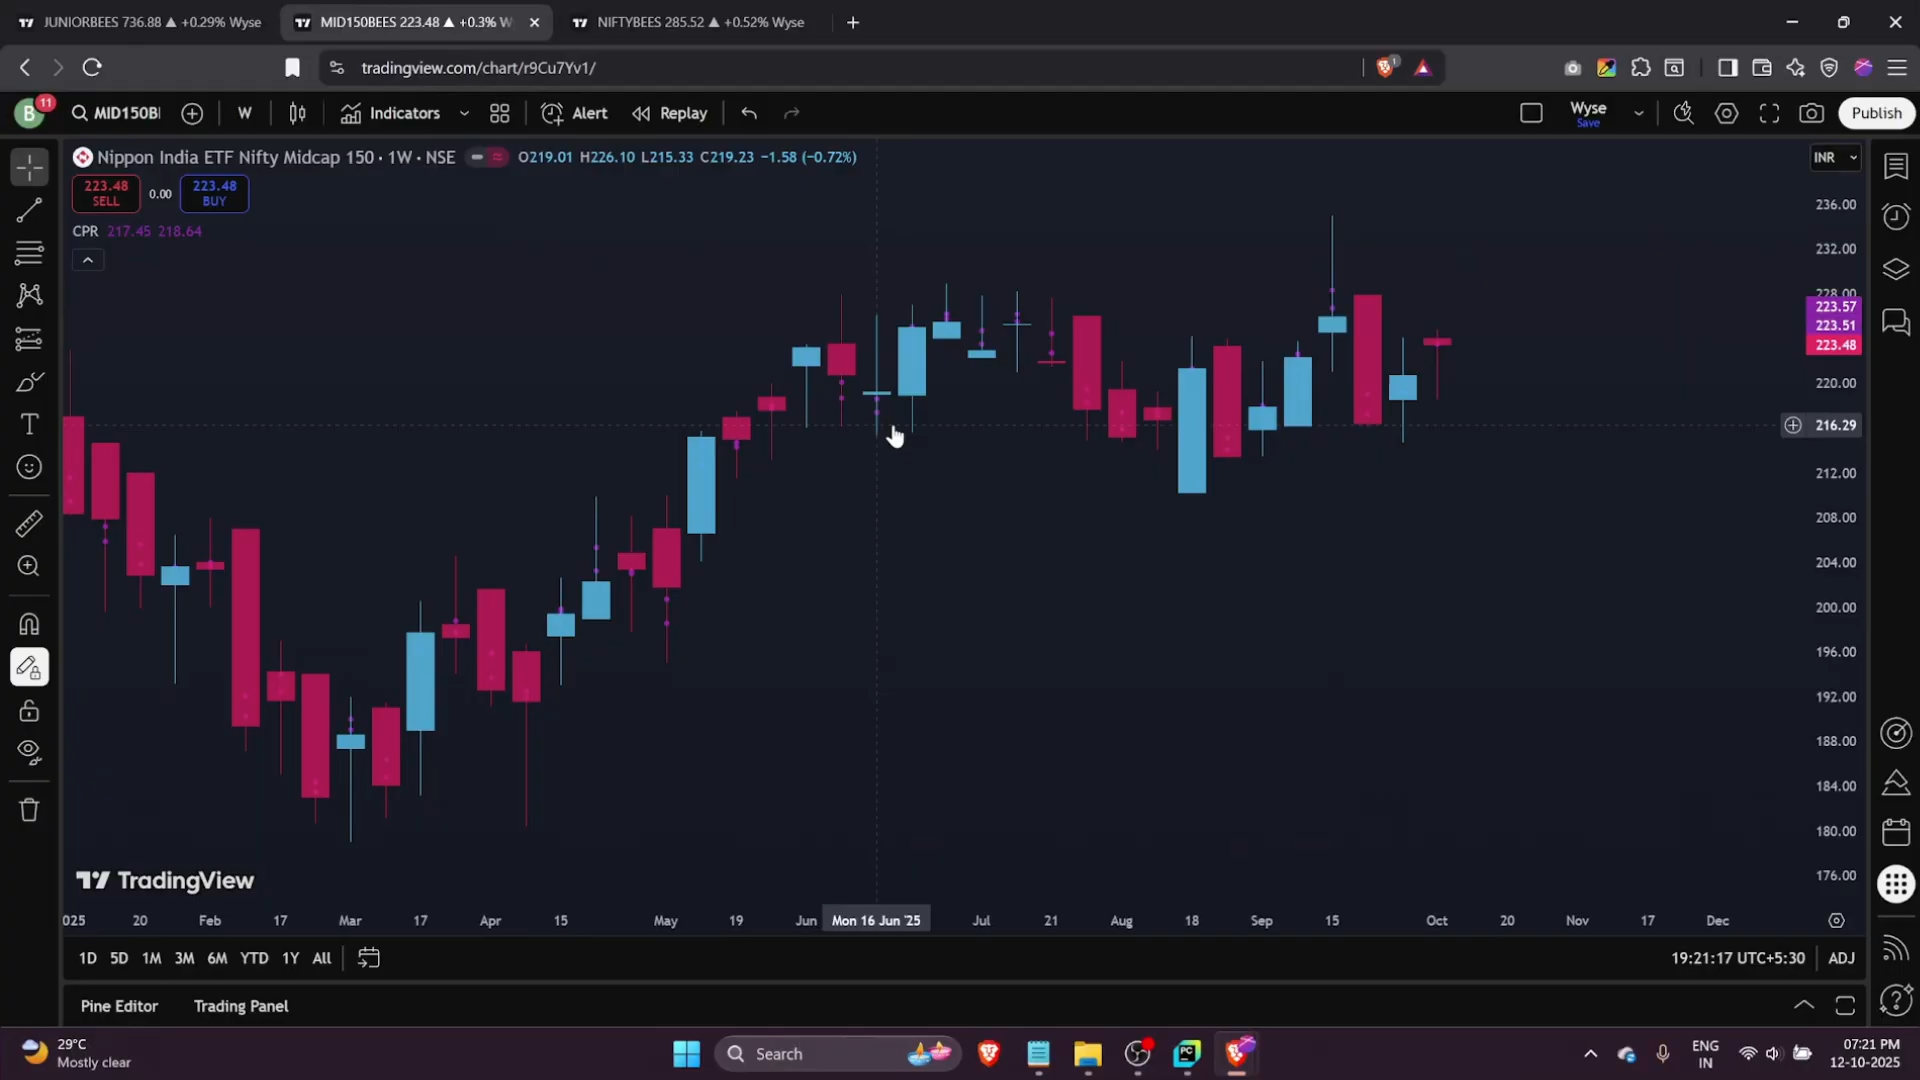 JUNIORBEES 736.88 ▲ +0.29% Wyse
MID150BEES 223.48 ▲ +0.3% W
NIFTYBEES 285.52 ▲ +0.52% Wyse
tradingview.com/chart/r9Cu7Yv1/
1
B
11
MID150BI
W
Indicators
Alert
Replay
Wyse
Save
Publish
Nippon India ETF Nifty Midcap 150 · 1W · NSE
O219.01 H226.10 L215.33 C219.23 −1.58 (−0.72%)
INR
223.48
SELL
0.00
223.48
BUY
CPR 217.45 218.64
236.00
232.00
228.00
223.57
223.51
223.48
220.00
216.29
212.00
208.00
204.00
200.00
196.00
192.00
188.00
184.00
180.00
176.00
TradingView
025 20 Feb 17 Mar 17 Apr 15 May 19 Jun Mon 16 Jun '25 Jul 21 Aug 18 Sep 15 Oct 20 Nov 17 Dec
1D 5D 1M 3M 6M YTD 1Y All
19:21:17 UTC+5:30
ADJ
Pine Editor
Trading Panel
29°C
Mostly clear
Search
PC
ENG
IN
07:21 PM
12-10-2025